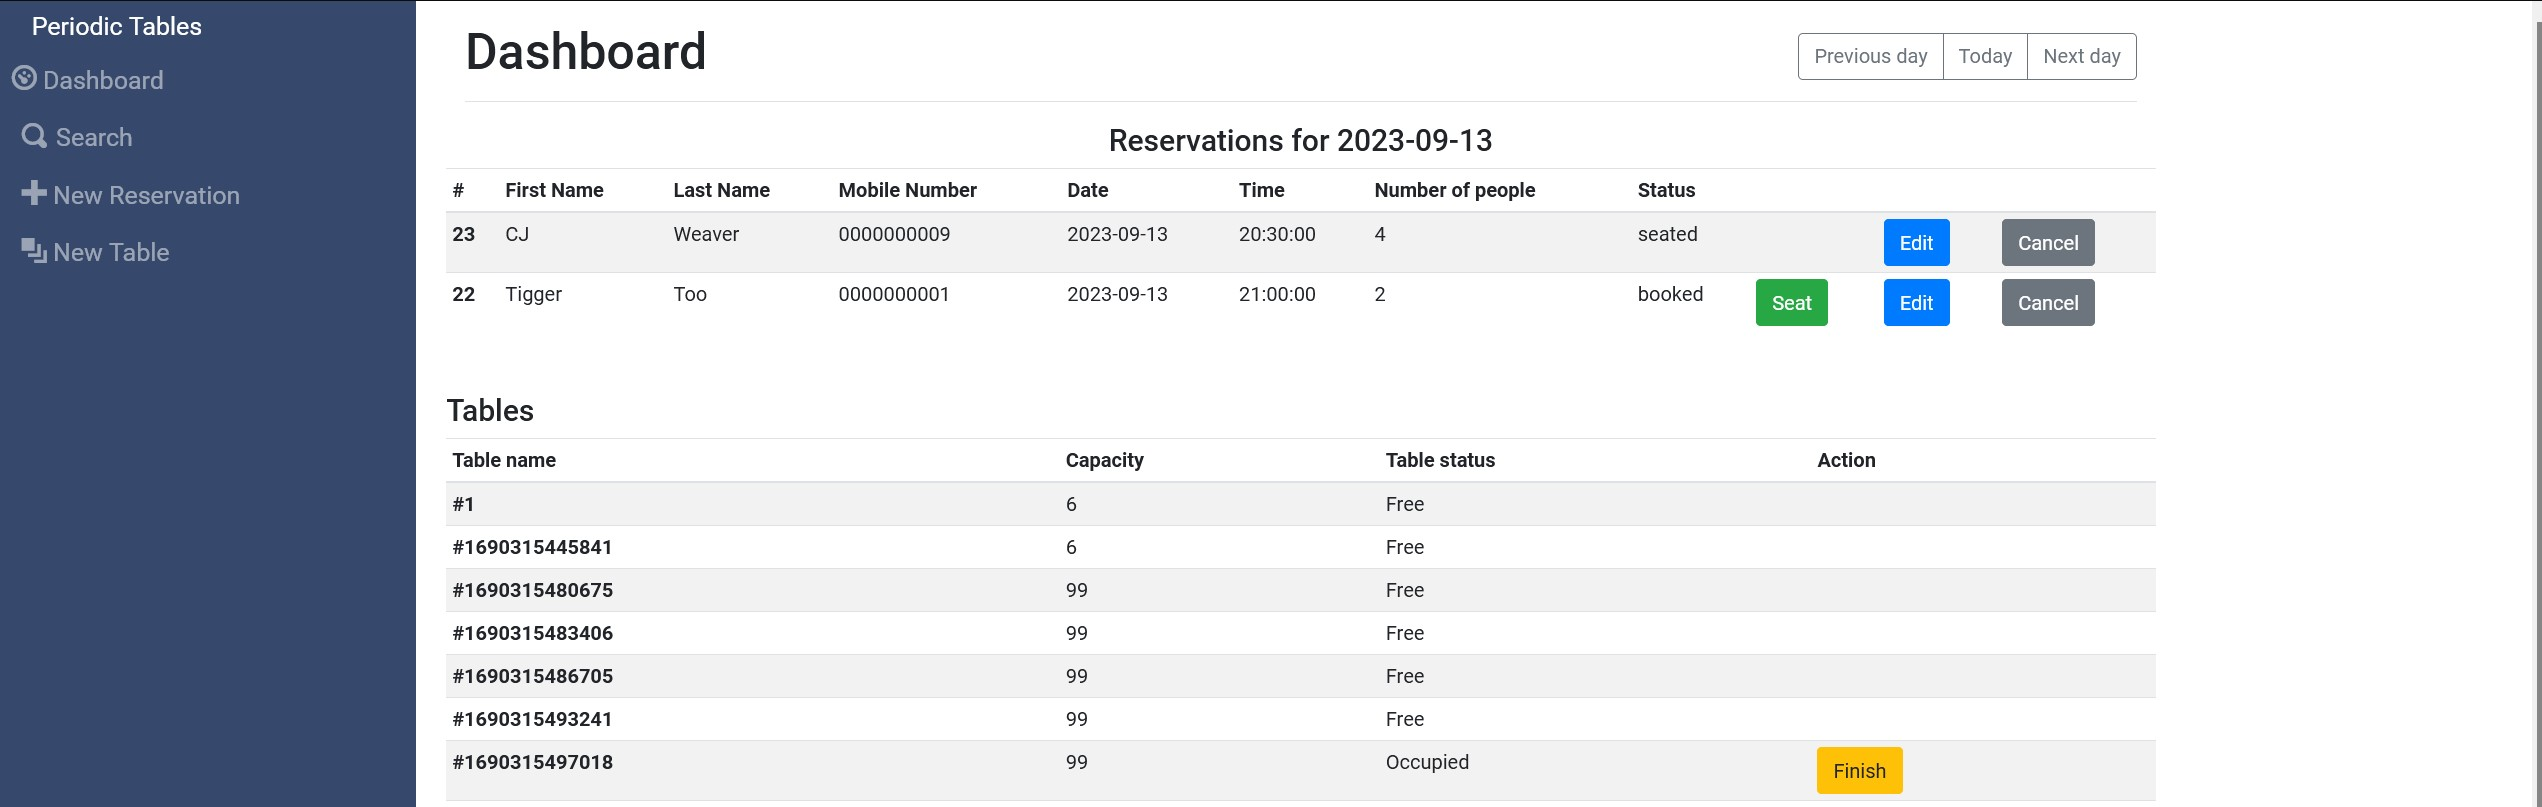 Periodic Tables
Dashboard
Search
New Reservation
New Table
Dashboard
Previous day Today Next day
Reservations for 2023-09-13
# First Name Last Name Mobile Number Date Time Number of people Status
23 CJ Weaver 0000000009 2023-09-13 20:30:00 4 seated Edit Cancel
22 Tigger Too 0000000001 2023-09-13 21:00:00 2 booked Seat Edit Cancel
Tables
Table name Capacity Table status Action
#1 6 Free
#1690315445841 6 Free
#1690315480675 99 Free
#1690315483406 99 Free
#1690315486705 99 Free
#1690315493241 99 Free
#1690315497018 99 Occupied Finish